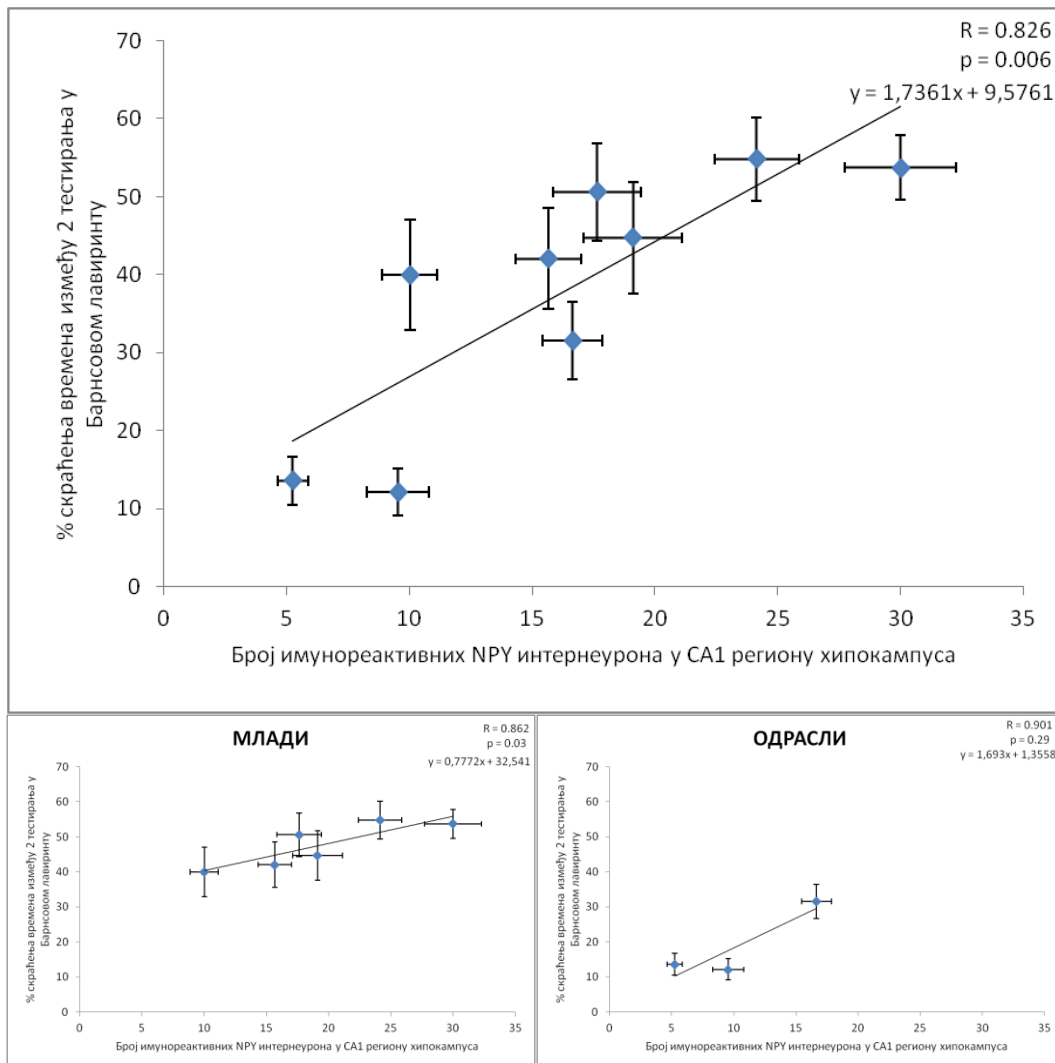 R = 0.826
p = 0.006
y = 1,7361x + 9,5761
% скраћења времена између 2 тестирања у
Барнсовом лавиринту
70
60
50
40
30
20
10
0
0 5 10 15 20 25 30 35
Број имунореактивних NPY интернеурона у CA1 региону хипокампуса
МЛАДИ
R = 0.862
p = 0.03
y = 0,7772x + 32,541
% скраћења времена између 2 тестирања у
Барнсовом лавиринту
70
60
50
40
30
20
10
0
0 5 10 15 20 25 30 35
Број имунореактивних NPY интернеурона у CA1 региону хипокампуса
ОДРАСЛИ
R = 0.901
p = 0.29
y = 1,693x + 1,3558
% скраћења времена између 2 тестирања у
Барнсовом лавиринту
70
60
50
40
30
20
10
0
0 5 10 15 20 25 30 35
Број имунореактивних NPY интернеурона у CA1 региону хипокампуса